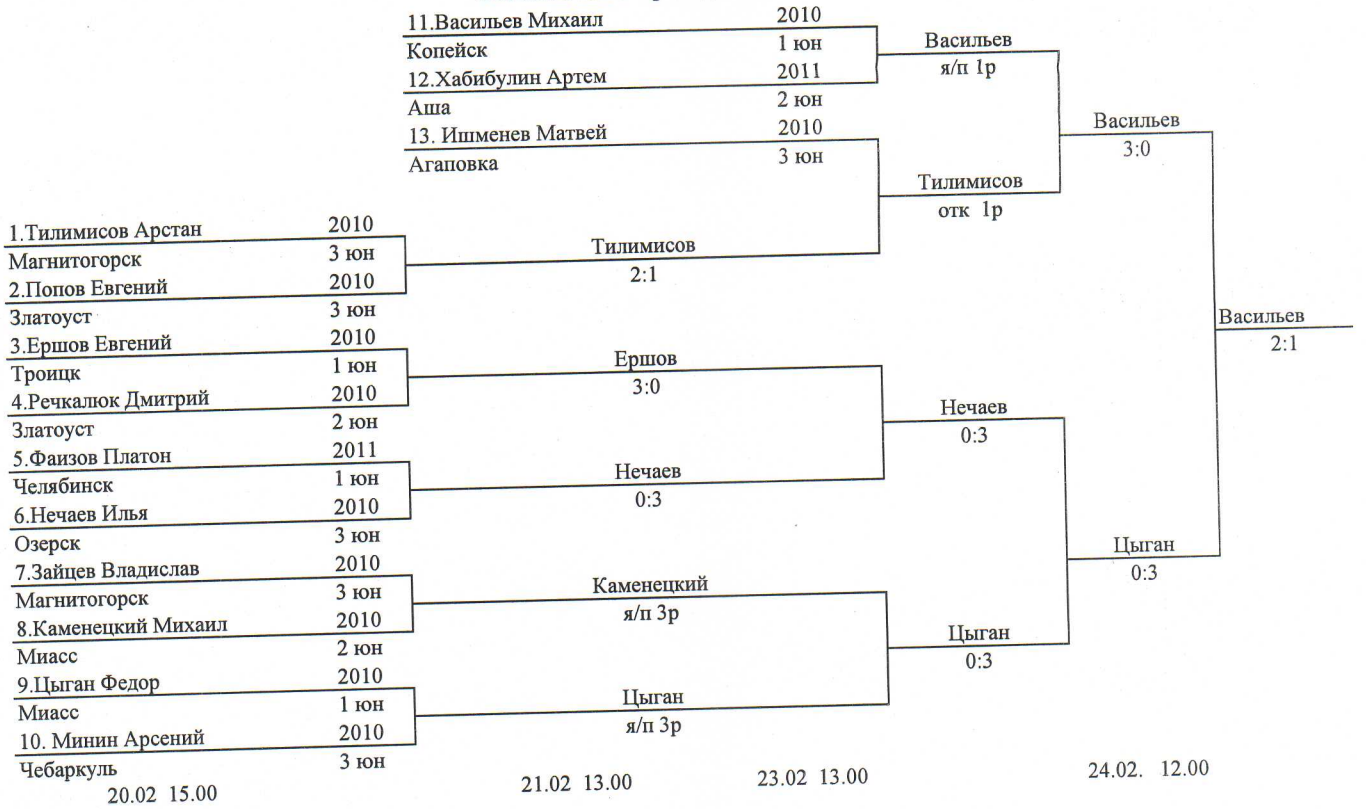 11.Васильев Михаил 2010
Копейск 1 юн
12.Хабибулин Артем 2011
Аша 2 юн
13. Ишменев Матвей 2010
Агаповка 3 юн
1.Тилимисов Арстан 2010
Магнитогорск 3 юн
2.Попов Евгений 2010
Златоуст 3 юн
3.Ершов Евгений 2010
Троицк 1 юн
4.Речкалюк Дмитрий 2010
Златоуст 2 юн
5.Фаизов Платон 2011
Челябинск 1 юн
6.Нечаев Илья 2010
Озерск 3 юн
7.Зайцев Владислав 2010
Магнитогорск 3 юн
8.Каменецкий Михаил 2010
Миасс 2 юн
9.Цыган Федор 2010
Миасс 1 юн
10. Минин Арсений 2010
Чебаркуль 3 юн
Тилимисов
2:1
Ершов
3:0
Нечаев
0:3
Каменецкий
я/п 3р
Цыган
я/п 3р
Васильев
я/п 1р
Тилимисов
отк 1р
Нечаев
0:3
Цыган
0:3
Васильев
3:0
Цыган
0:3
Васильев
2:1
20.02 15.00
21.02 13.00
23.02 13.00
24.02. 12.00